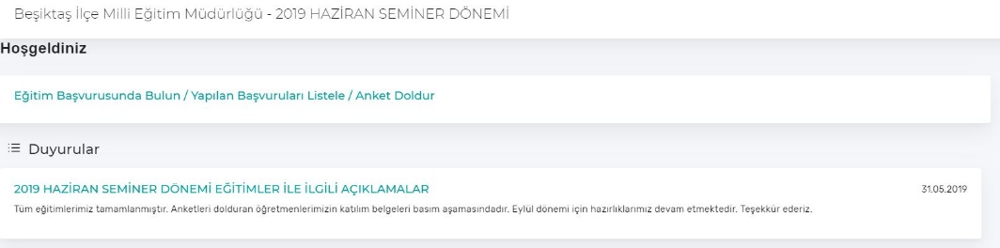 Beşiktaş İlçe Milli Eğitim Müdürlüğü - 2019 HAZİRAN SEMİNER DÖNEMİ
Hoşgeldiniz
Eğitim Başvurusunda Bulun / Yapılan Başvuruları Listele / Anket Doldur
Duyurular
2019 HAZİRAN SEMİNER DÖNEMİ EĞİTİMLER İLE İLGİLİ AÇIKLAMALAR 31.05.2019
Tüm eğitimlerimiz tamamlanmıştır. Anketleri dolduran öğretmenlerimizin katılım belgeleri basım aşamasındadır. Eylül dönemi için hazırlıklarımız devam etmektedir. Teşekkür ederiz.